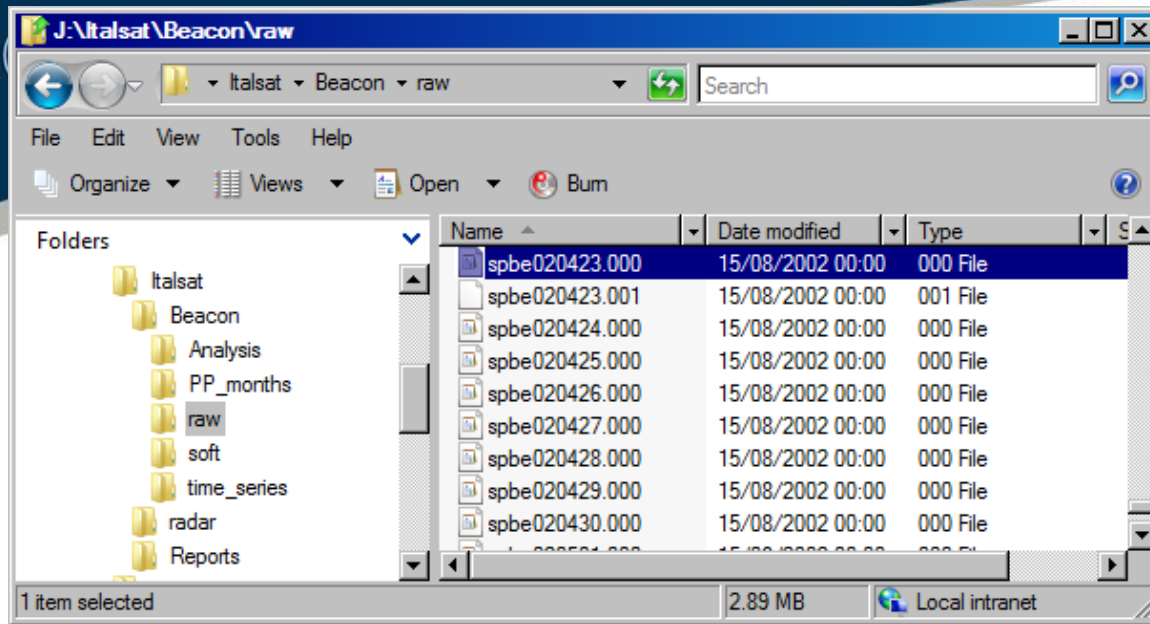 J:\Italsat\Beacon\raw
Italsat Beacon raw
Search
File Edit View Tools Help
Organize Views Open Burn
Folders
Italsat
Beacon
Analysis
PP_months
raw
soft
time_series
radar
Reports
Name Date modified Type S
spbe020423.000 15/08/2002 00:00 000 File
spbe020423.001 15/08/2002 00:00 001 File
spbe020424.000 15/08/2002 00:00 000 File
spbe020425.000 15/08/2002 00:00 000 File
spbe020426.000 15/08/2002 00:00 000 File
spbe020427.000 15/08/2002 00:00 000 File
spbe020428.000 15/08/2002 00:00 000 File
spbe020429.000 15/08/2002 00:00 000 File
spbe020430.000 15/08/2002 00:00 000 File
1 item selected 2.89 MB Local intranet